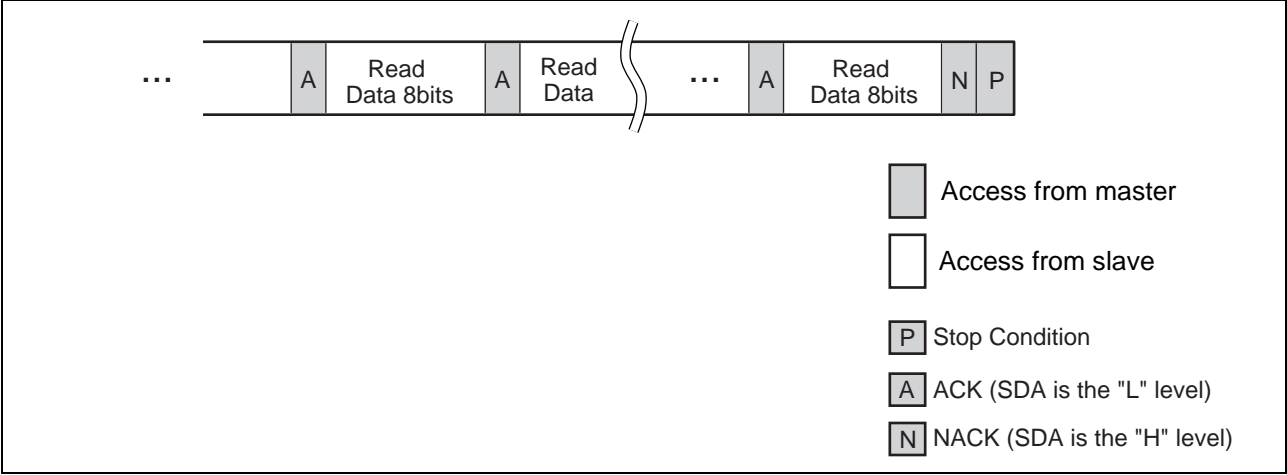 ... A Read Data 8bits A Read Data ... A Read Data 8bits N P
Access from master
Access from slave
P Stop Condition
A ACK (SDA is the "L" level)
N NACK (SDA is the "H" level)